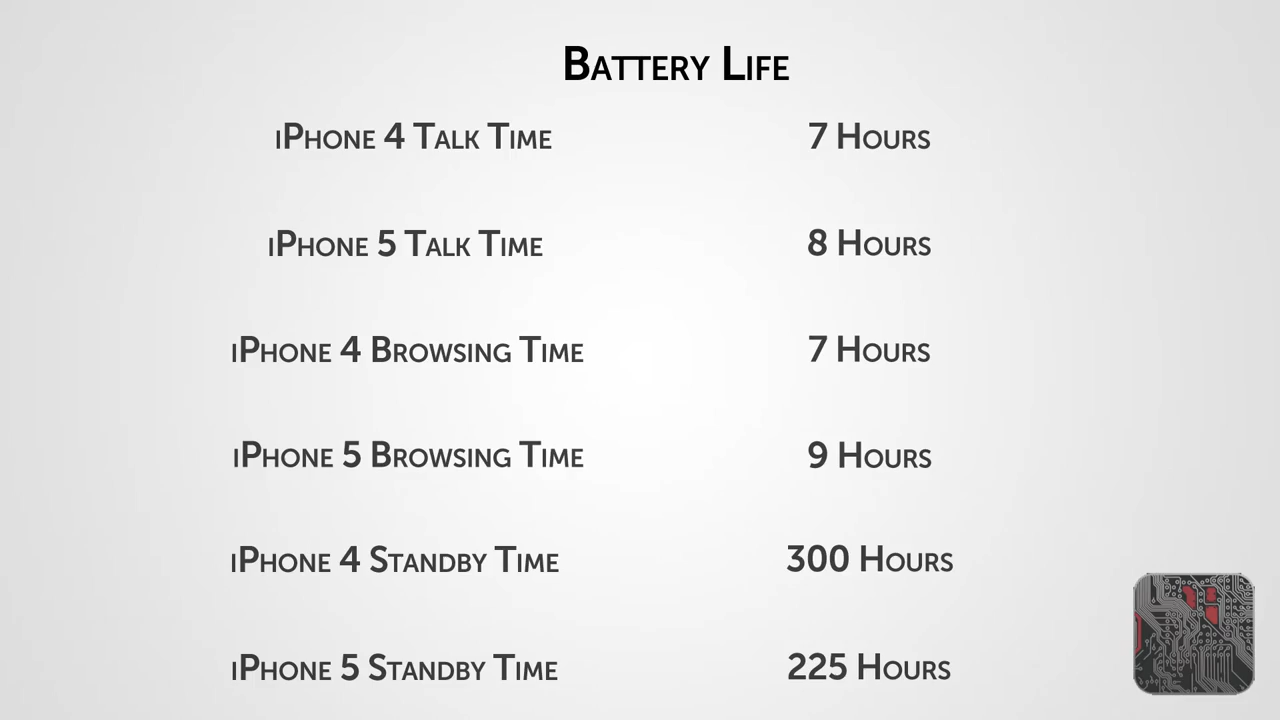 Battery Life
iPhone 4 Talk Time 7 Hours
iPhone 5 Talk Time 8 Hours
iPhone 4 Browsing Time 7 Hours
iPhone 5 Browsing Time 9 Hours
iPhone 4 Standby Time 300 Hours
iPhone 5 Standby Time 225 Hours